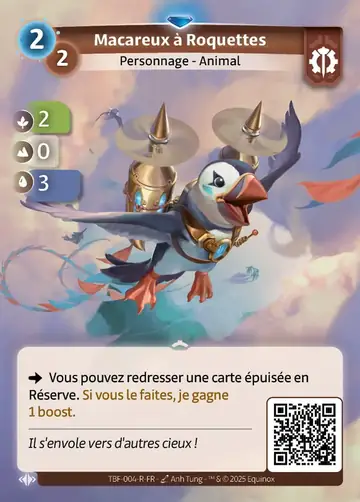 2
2
Macareux à Roquettes
Personnage - Animal
2
0
3
Vous pouvez redresser une carte épuisée en
Réserve. Si vous le faites, je gagne
1 boost.
Il s'envole vers d'autres cieux !
TBF-004-R-FR - Anh Tung - ™ & © 2025 Equinox